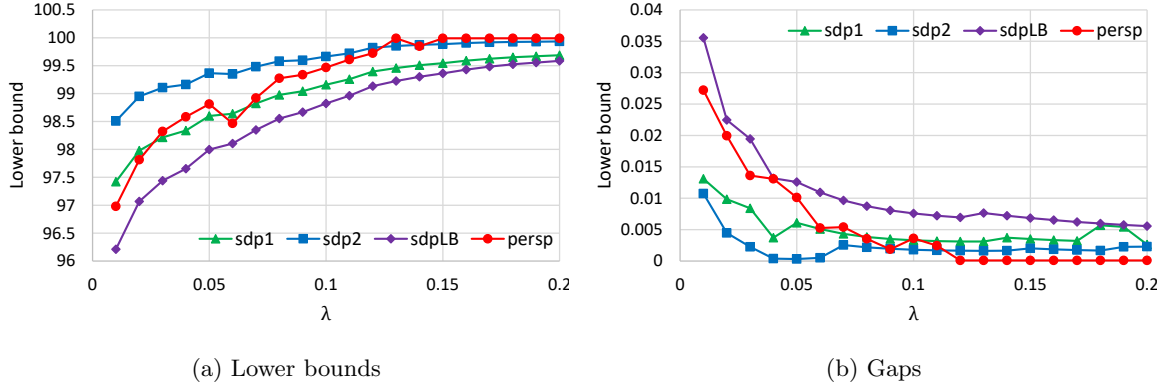 100.5
100
99.5
99
98.5
98
97.5
97
96.5
96
Lower bound
0 0.05 0.1 0.15 0.2
λ
sdp1 sdp2 sdpLB persp
(a) Lower bounds
0.04
0.035
0.03
0.025
0.02
0.015
0.01
0.005
0
Lower bound
0 0.05 0.1 0.15 0.2
λ
sdp1 sdp2 sdpLB persp
(b) Gaps